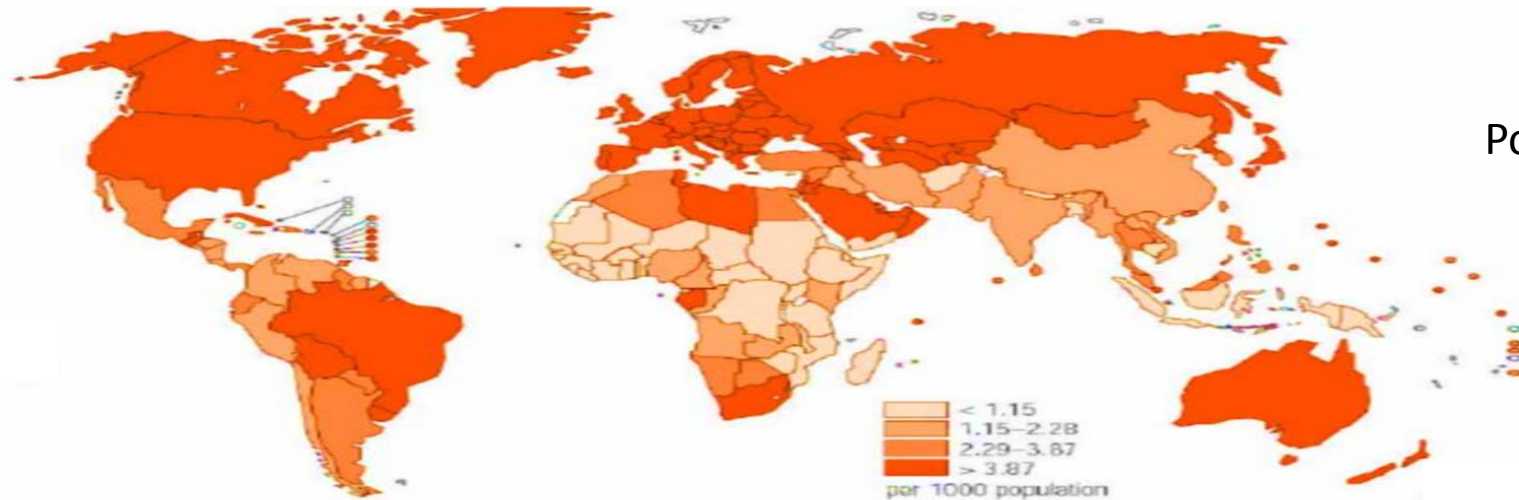 Po
< 1.15
1.15–2.28
2.29–3.87
> 3.87
per 1000 population